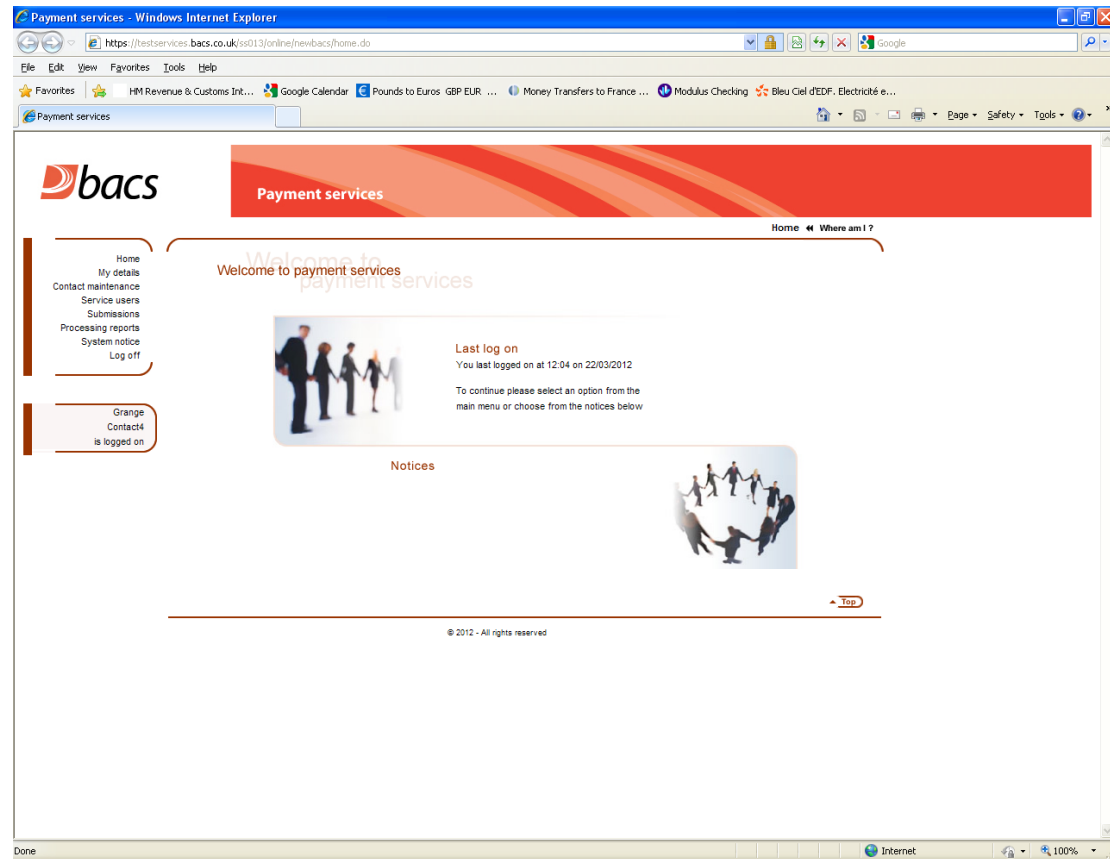 Payment services - Windows Internet Explorer
https://testservices.bacs.co.uk/ss013/online/newbacs/home.do
Google
File Edit View Favorites Tools Help
Favorites HM Revenue & Customs Int... Google Calendar Pounds to Euros GBP EUR ... Money Transfers to France ... Modulus Checking Bleu Ciel d'EDF. Electricité e...
Payment services
Page Safety Tools
bacs
Payment services
Home Where am I ?
Home
My details
Contact maintenance
Service users
Submissions
Processing reports
System notice
Log off
Grange
Contact4
is logged on
Welcome to
payment services
Welcome to payment services
Last log on
You last logged on at 12:04 on 22/03/2012
To continue please select an option from the
main menu or choose from the notices below
Notices
Top
© 2012 - All rights reserved
Done
Internet
100%